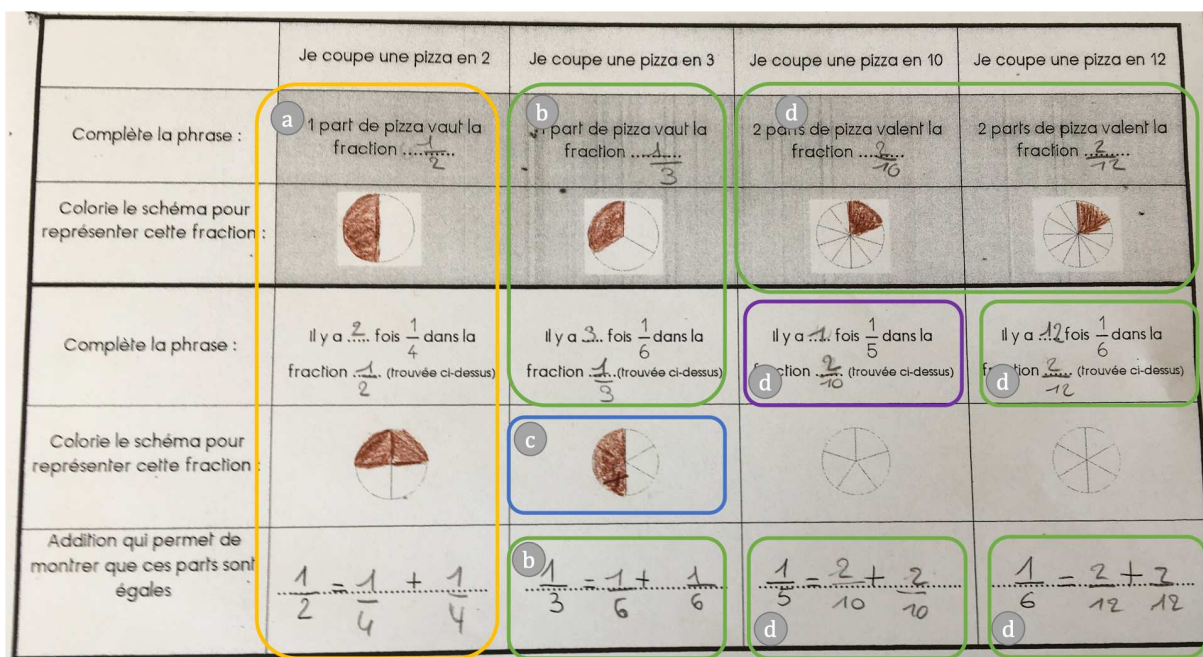 Je coupe une pizza en 2
Je coupe une pizza en 3
Je coupe une pizza en 10
Je coupe une pizza en 12
Complète la phrase :
a
1 part de pizza vaut la
fraction 1/2
b
part de pizza vaut la
fraction 1/3
d
2 parts de pizza valent la
fraction 2/10
2 parts de pizza valent la
fraction 2/12
Colorie le schéma pour
représenter cette fraction :
Complète la phrase :
Il y a 2 fois 1/4 dans la
fraction 1/2 (trouvée ci-dessus)
Il y a 3 fois 1/6 dans la
fraction 1/3 (trouvée ci-dessus)
Il y a 1 fois 1/5 dans la
d
ction 2/10 (trouvée ci-dessus)
Il y a 12 fois 1/6 dans la
d
ion 2/12 (trouvée ci-dessus)
Colorie le schéma pour
représenter cette fraction :
c
Addition qui permet de
montrer que ces parts sont
égales
1/2 = 1/4 + 1/4
b
1/3 = 1/6 + 1/6
1/5 = 2/10 + 2/10
d
1/6 = 2/12 + 2/12
d